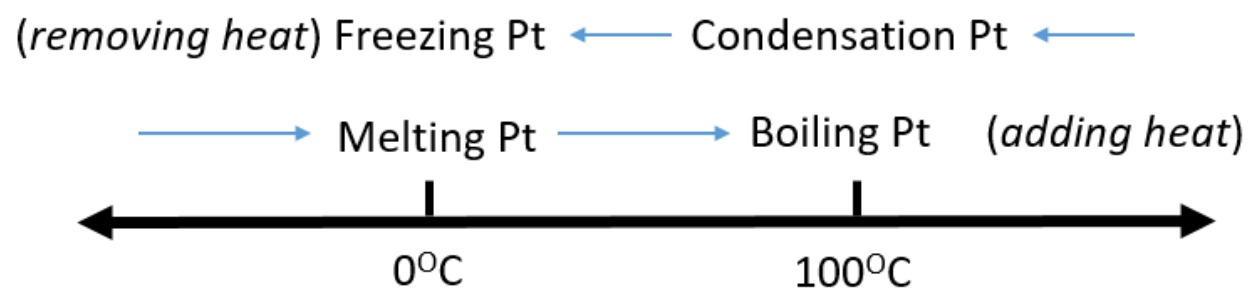 (removing heat) Freezing Pt Condensation Pt
Melting Pt Boiling Pt (adding heat)
0ᴼC 100ᴼC